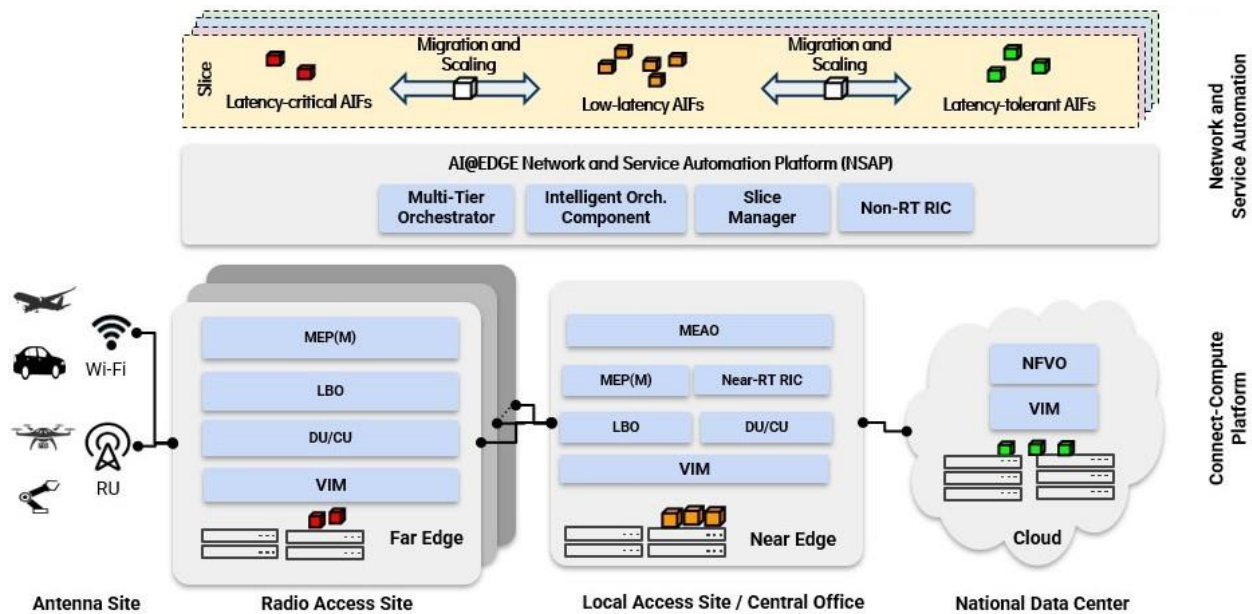 Slice
Migration and
Scaling
Migration and
Scaling
Latency-critical AIFs
Low-latency AIFs
Latency-tolerant AIFs
Network and
Service Automation
AI@EDGE Network and Service Automation Platform (NSAP)
Multi-Tier
Orchestrator
Intelligent Orch.
Component
Slice
Manager
Non-RT RIC
Wi-Fi
RU
MEP(M)
LBO
DU/CU
VIM
Far Edge
MEAO
MEP(M)
Near-RT RIC
LBO
DU/CU
VIM
Near Edge
NFVO
VIM
Cloud
Connect-Compute
Platform
Antenna Site
Radio Access Site
Local Access Site / Central Office
National Data Center